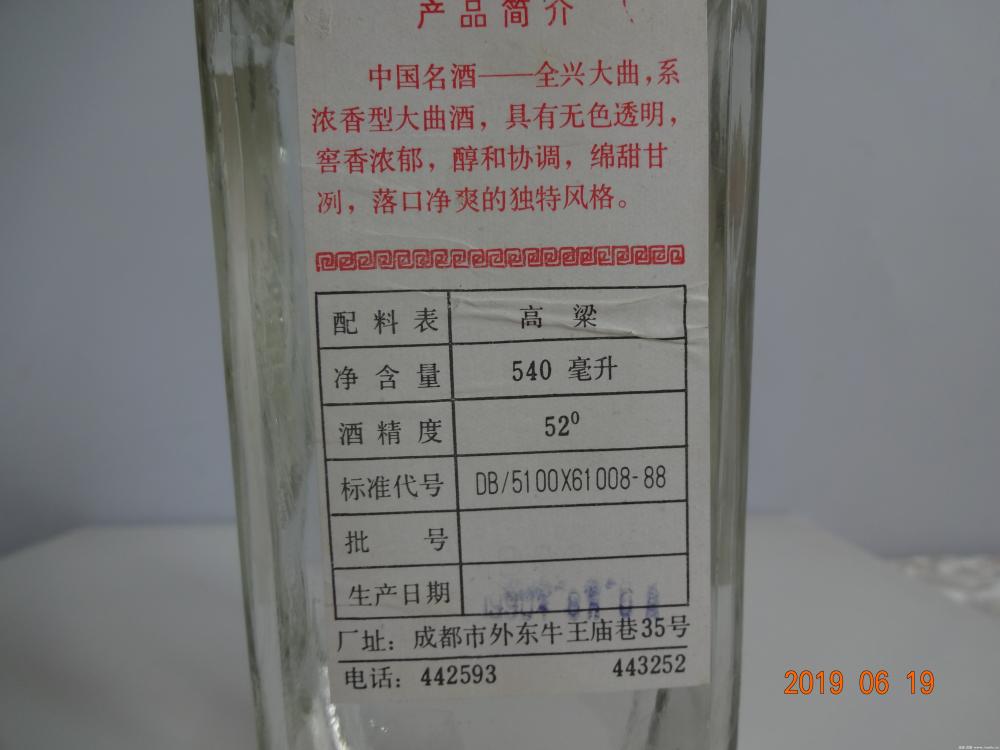 产品简介
中国名酒——全兴大曲,系
浓香型大曲酒，具有无色透明，
窖香浓郁，醇和协调，绵甜甘
冽，落口净爽的独特风格。
配料表 高粱
净含量 540 毫升
酒精度 52⁰
标准代号 DB/5100X61008-88
批 号
生产日期
厂址：成都市外东牛王庙巷35号
电话：442593 443252
2019 06 19